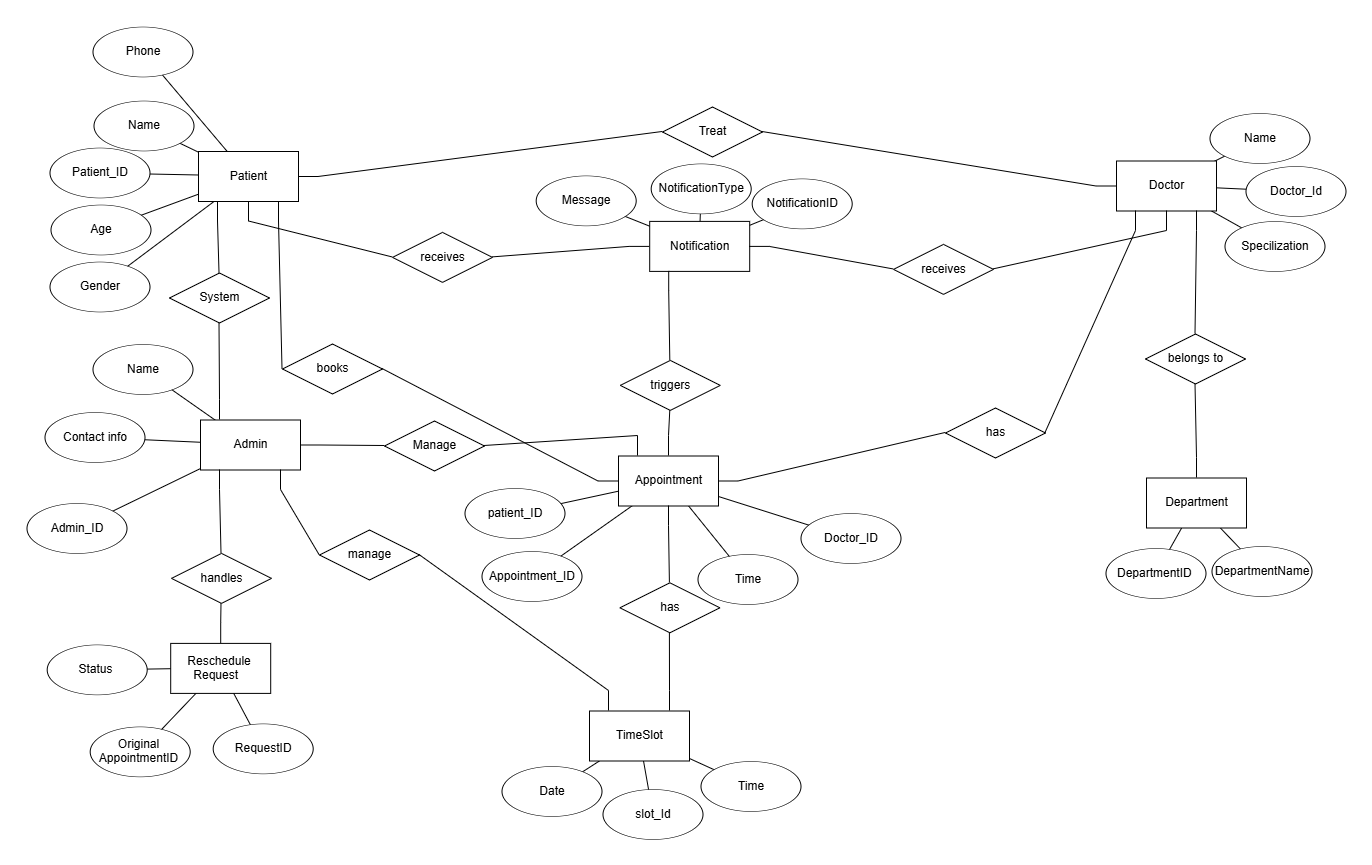 Phone
Name
Patient_ID
Patient
Age
Gender
Treat
Name
Doctor
Doctor_Id
Specilization
Message
NotificationType
NotificationID
Notification
receives
receives
System
Name
books
triggers
belongs to
Contact info
Admin
Manage
has
Admin_ID
Appointment
patient_ID
Appointment_ID
Time
Doctor_ID
Department
DepartmentID
DepartmentName
manage
handles
has
Reschedule
Request
Status
Original
AppointmentID
RequestID
TimeSlot
Date
slot_Id
Time